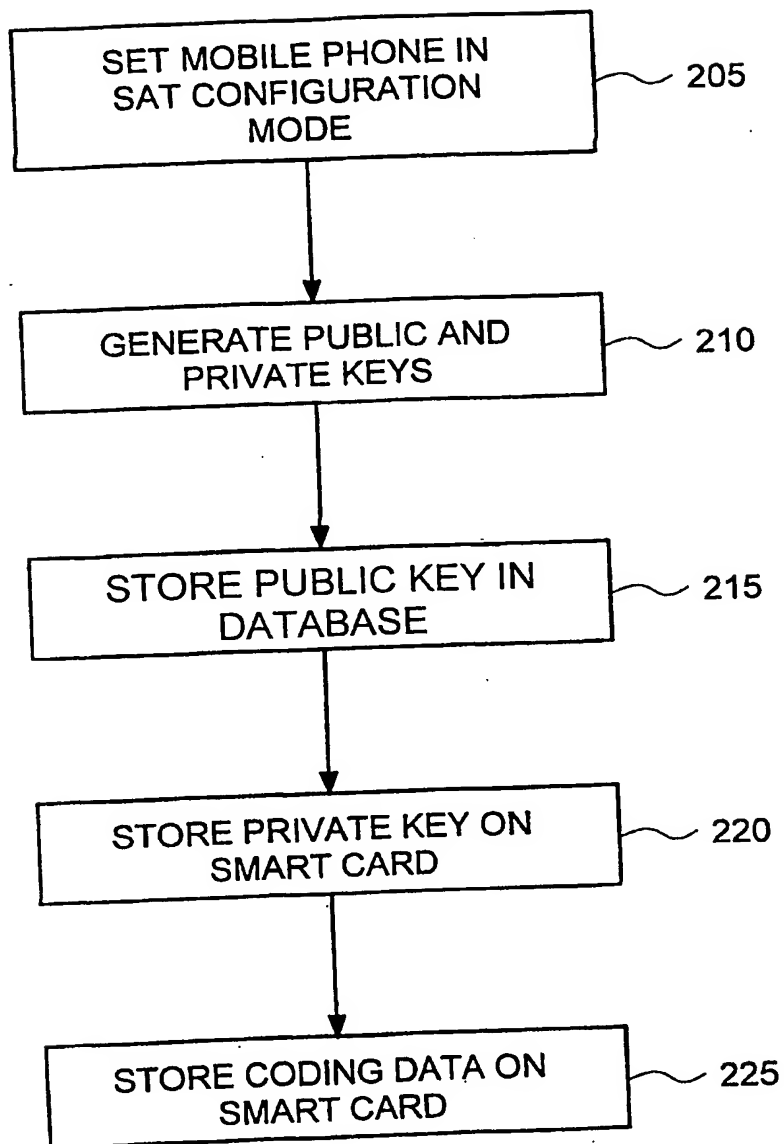 SET MOBILE PHONE IN
SAT CONFIGURATION
MODE
205
GENERATE PUBLIC AND
PRIVATE KEYS
210
STORE PUBLIC KEY IN
DATABASE
215
STORE PRIVATE KEY ON
SMART CARD
220
STORE CODING DATA ON
SMART CARD
225